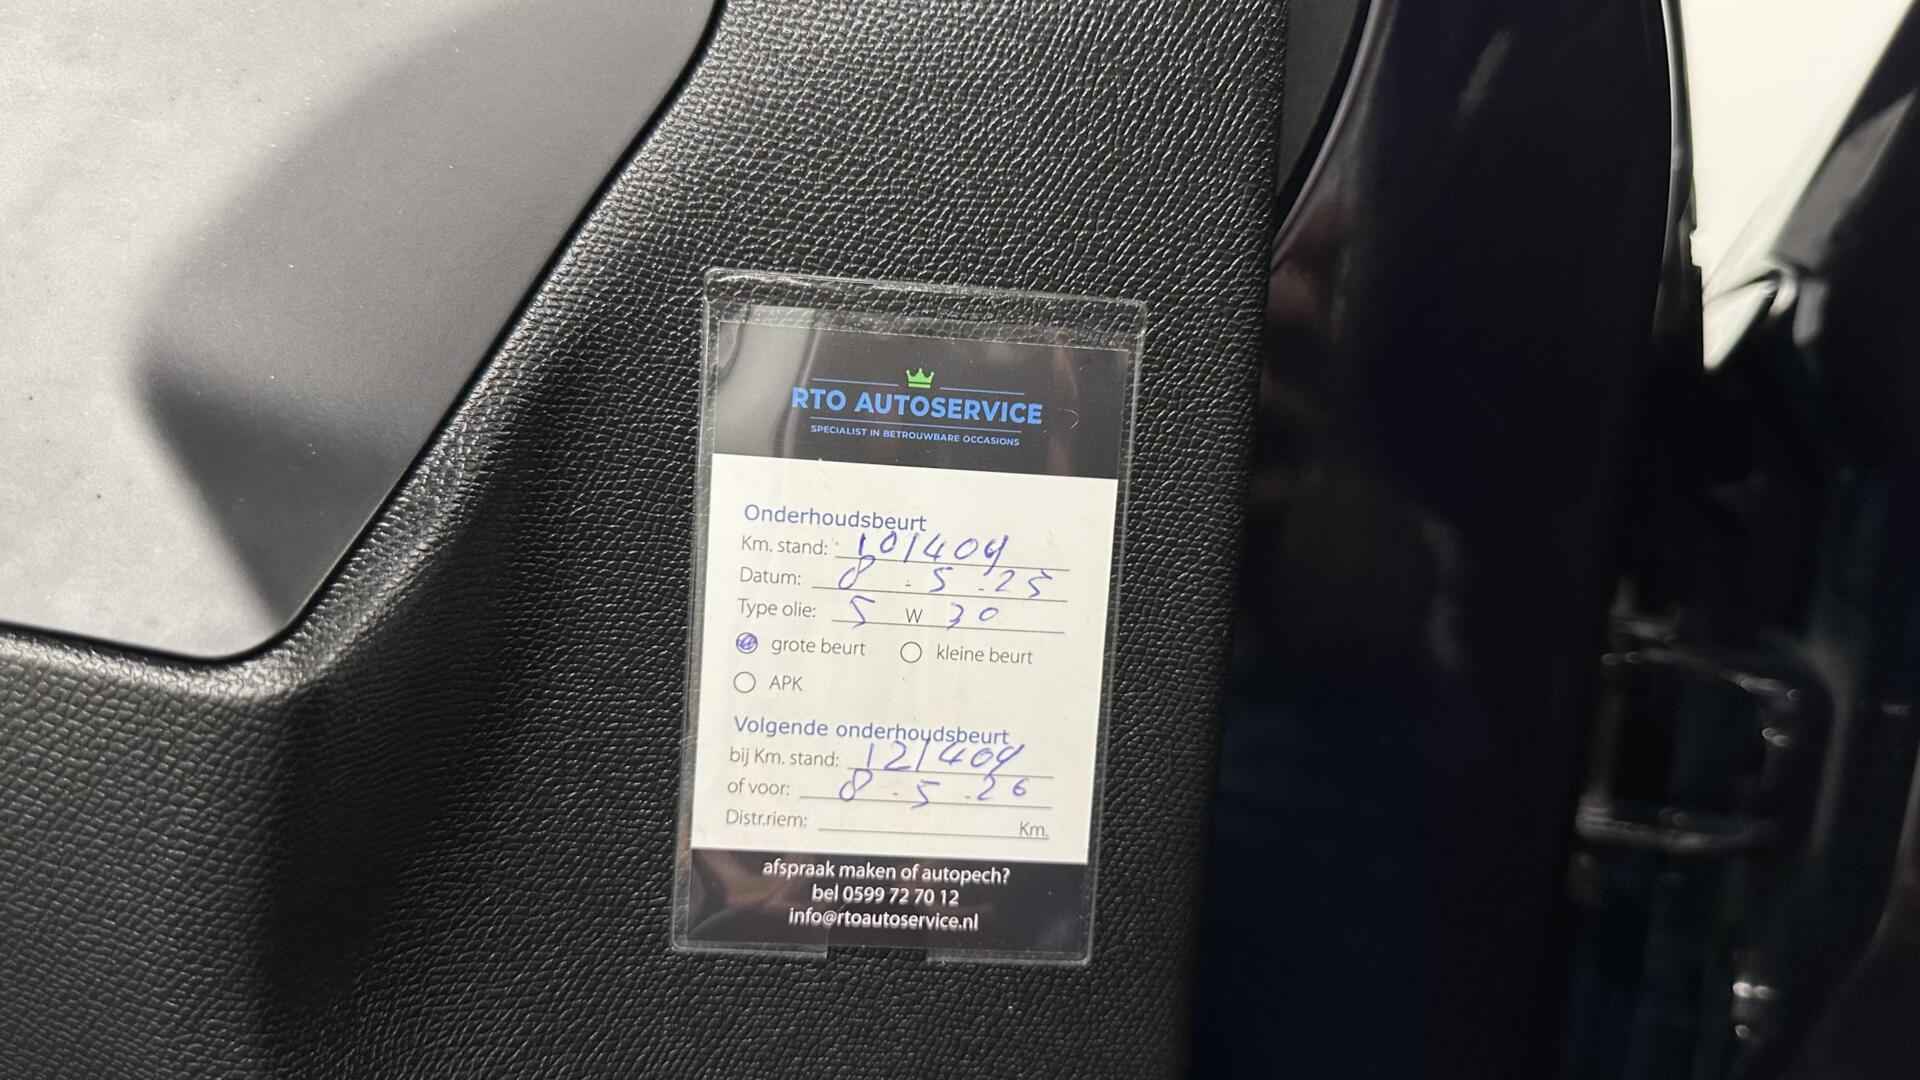 RTO AUTOSERVICE
SPECIALIST IN BETROUWBARE OCCASIONS
Onderhoudsbeurt
Km. stand: 101404
Datum: 8 - 5 - 25
Type olie: 5 W 30
grote beurt kleine beurt
APK
Volgende onderhoudsbeurt
bij Km. stand: 121404
of voor: 8 - 5 - 26
Distr.riem: Km.
afspraak maken of autopech?
bel 0599 72 70 12
info@rtoautoservice.nl